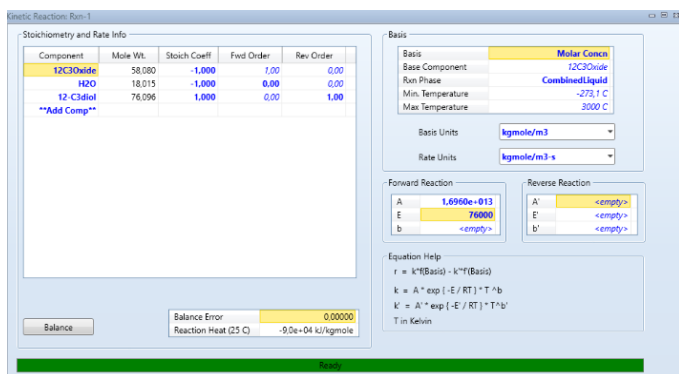 Kinetic Reaction: Rxn-1
Stoichiometry and Rate Info
Component Mole Wt. Stoich Coeff Fwd Order Rev Order
12C3Oxide 58,080 -1,000 1,00 0,00
H2O 18,015 -1,000 0,00 0,00
12-C3diol 76,096 1,000 0,00 1,00
**Add Comp**
Balance
Balance Error 0,00000
Reaction Heat (25 C) -9,0e+04 kJ/kgmole
Basis
Basis Molar Concn
Base Component 12C3Oxide
Rxn Phase CombinedLiquid
Min. Temperature -273,1 C
Max Temperature 3000 C
Basis Units kgmole/m3
Rate Units kgmole/m3-s
Forward Reaction
A 1,6960e+013
E 76000
b <empty>
Reverse Reaction
A' <empty>
E' <empty>
b' <empty>
Equation Help
r = k*f(Basis) - k'*f'(Basis)
k = A * exp { -E / RT } * T ^b
k' = A' * exp { -E' / RT } * T^b'
T in Kelvin
Ready